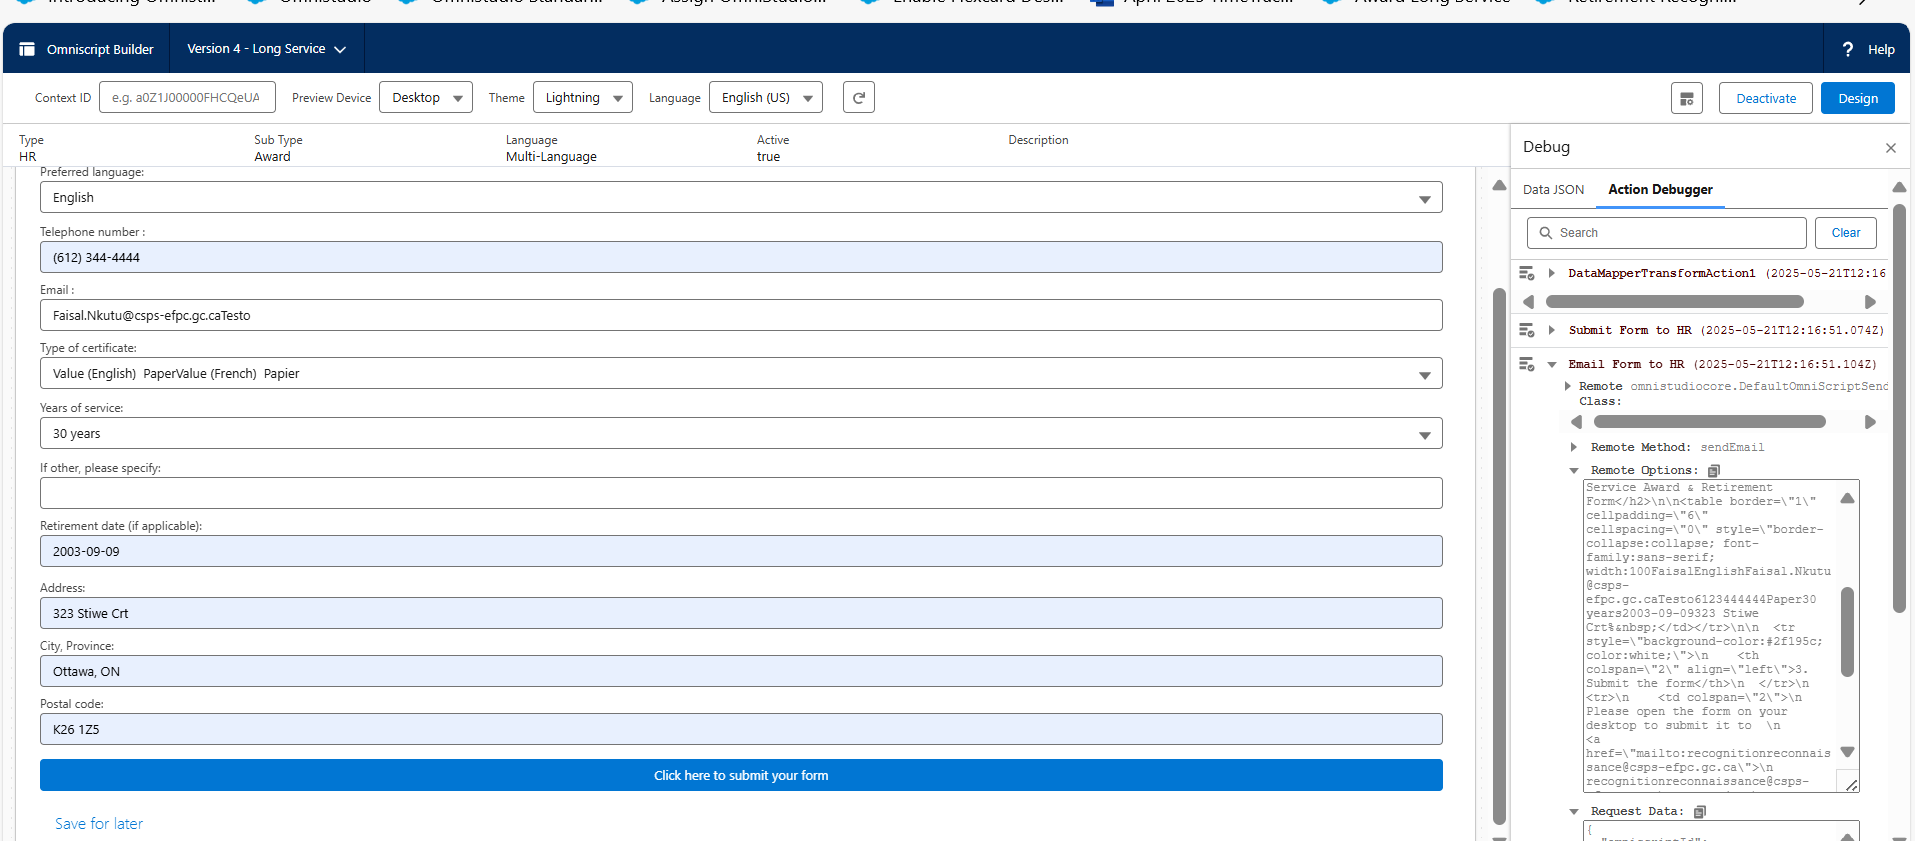 Omniscript Builder
Version 4 - Long Service
? Help
Context ID
e.g. a0Z1J00000FHCQeUA
Preview Device
Desktop
Theme
Lightning
Language
English (US)
Deactivate
Design
Type
HR
Sub Type
Award
Language
Multi-Language
Active
true
Description
Preferred language:
English
Telephone number :
(612) 344-4444
Email :
Faisal.Nkutu@csps-efpc.gc.caTesto
Type of certificate:
Value (English)  PaperValue (French)  Papier
Years of service:
30 years
If other, please specify:
Retirement date (if applicable):
2003-09-09
Address:
323 Stiwe Crt
City, Province:
Ottawa, ON
Postal code:
K26 1Z5
Click here to submit your form
Save for later
Debug
Data JSON
Action Debugger
Search
Clear
DataMapperTransformAction1 (2025-05-21T12:16
Submit Form to HR (2025-05-21T12:16:51.074Z)
Email Form to HR (2025-05-21T12:16:51.104Z)
Remote omnistudiocore.DefaultOmniScriptSend
Class:
Remote Method: sendEmail
Remote Options:
Service Award & Retirement
Form</h2>\n\n<table border=\"1\"
cellpadding=\"6\"
cellspacing=\"0\" style=\"border-
collapse:collapse; font-
family:sans-serif;
width:100FaisalEnglishFaisal.Nkutu
@csps-
efpc.gc.caTesto6123444444Paper30
years2003-09-09323 Stiwe
Crt%&nbsp;</td></tr>\n\n  <tr
style=\"background-color:#2f195c;
color:white;\">\n    <th
colspan=\"2\" align=\"left\">3.
Submit the form</th>\n  </tr>\n
<tr>\n    <td colspan=\"2\">\n
Please open the form on your
desktop to submit it to  \n
<a
href=\"mailto:recognitionreconnais
sance@csps-efpc.gc.ca\">\n
recognitionreconnaissance@csps-
Request Data:
{